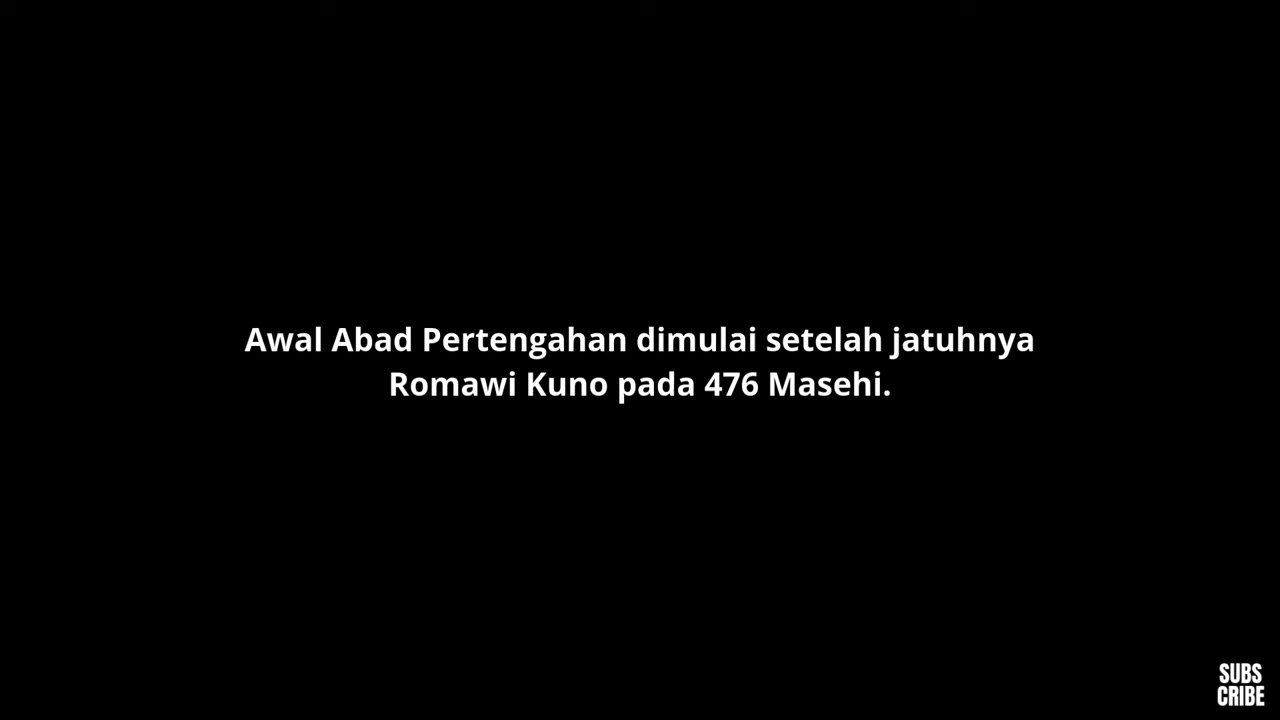 Awal Abad Pertengahan dimulai setelah jatuhnya
Romawi Kuno pada 476 Masehi.
SUBS
CRIBE